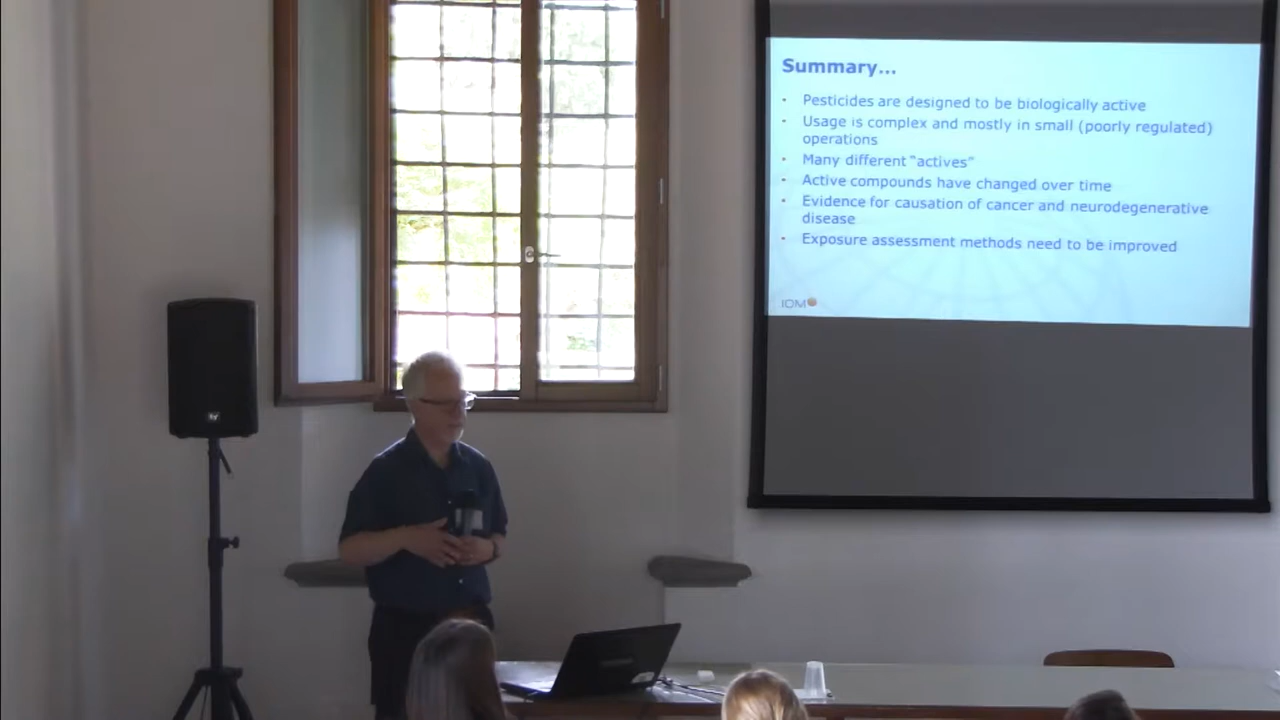 Summary...
• Pesticides are designed to be biologically active
• Usage is complex and mostly in small (poorly regulated)
operations
• Many different "actives"
• Active compounds have changed over time
• Evidence for causation of cancer and neurodegenerative
disease
• Exposure assessment methods need to be improved
IOM